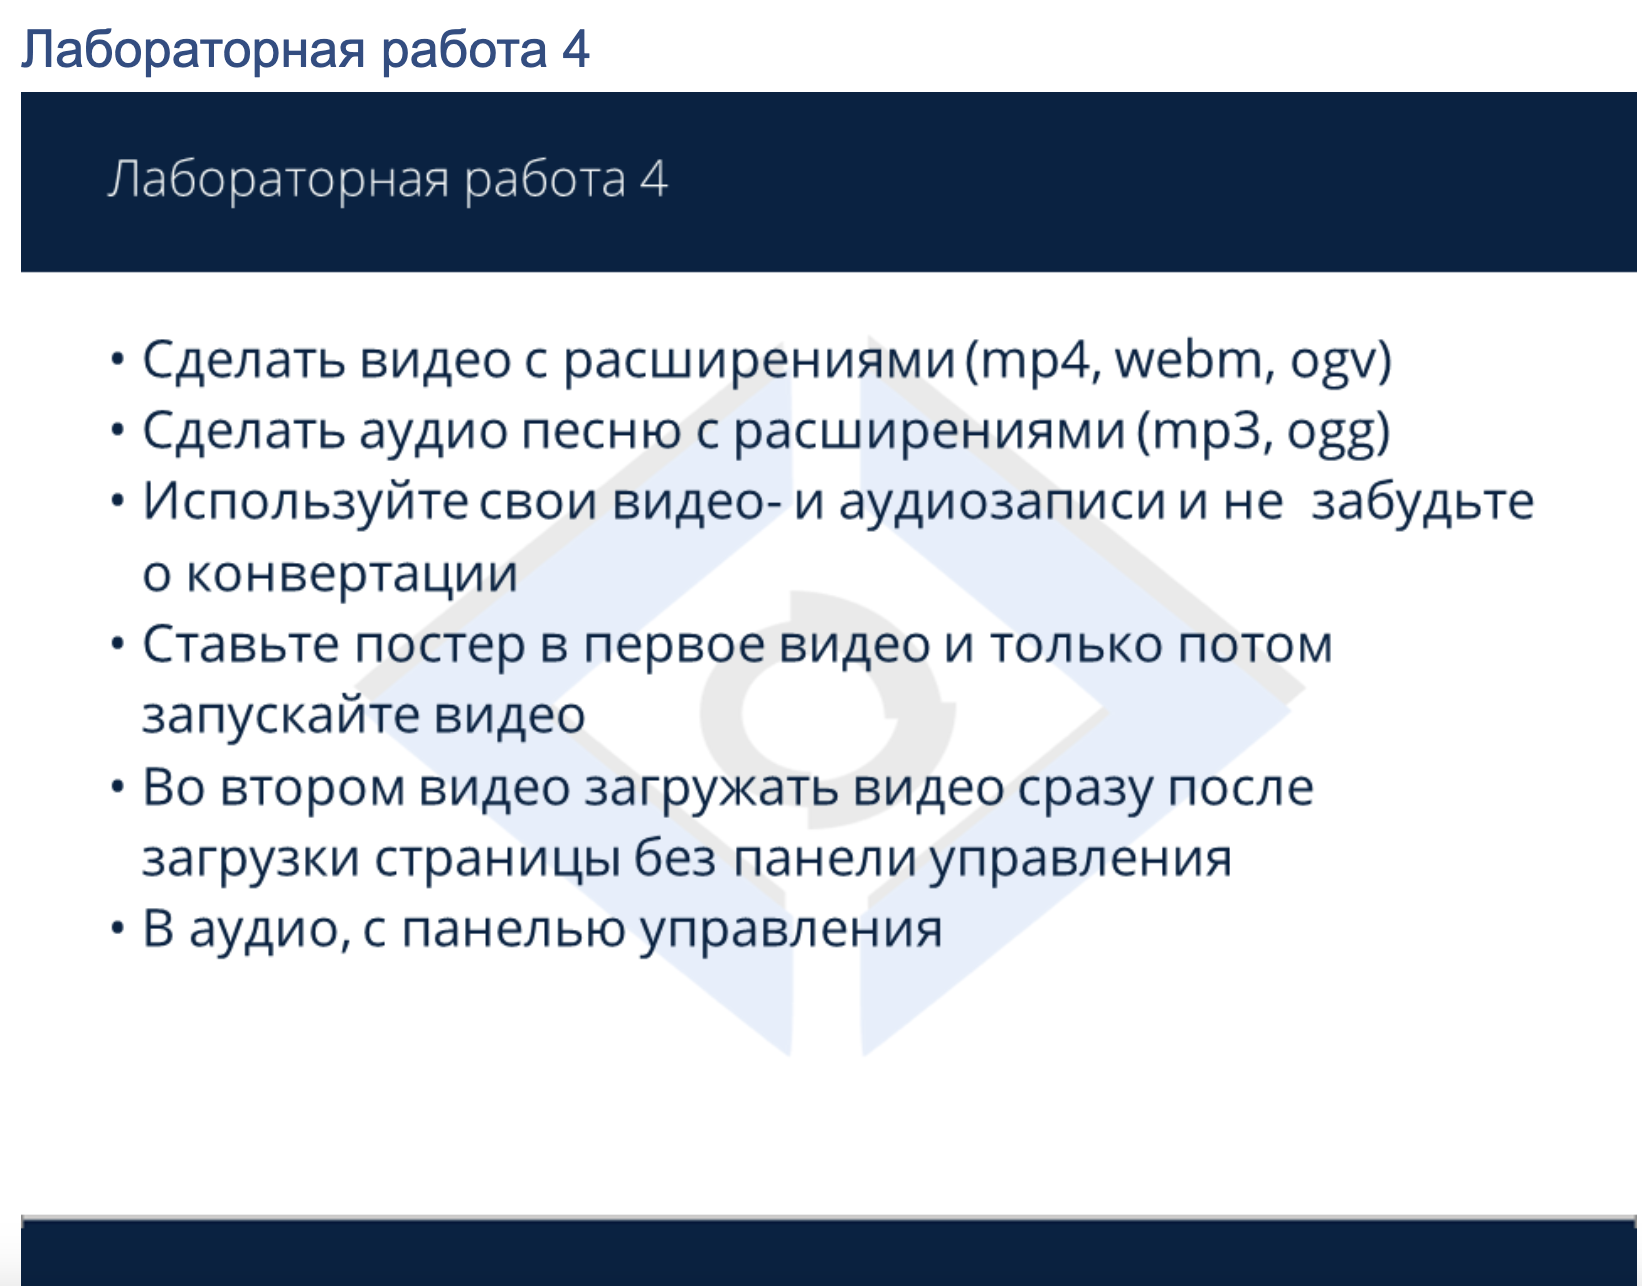 Лабораторная работа 4
Лабораторная работа 4
• Сделать видео с расширениями (mp4, webm, ogv)
• Сделать аудио песню с расширениями (mp3, ogg)
• Используйте свои видео- и аудиозаписи и не забудьте
о конвертации
• Ставьте постер в первое видео и только потом
запускайте видео
• Во втором видео загружать видео сразу после
загрузки страницы без панели управления
• В аудио, с панелью управления